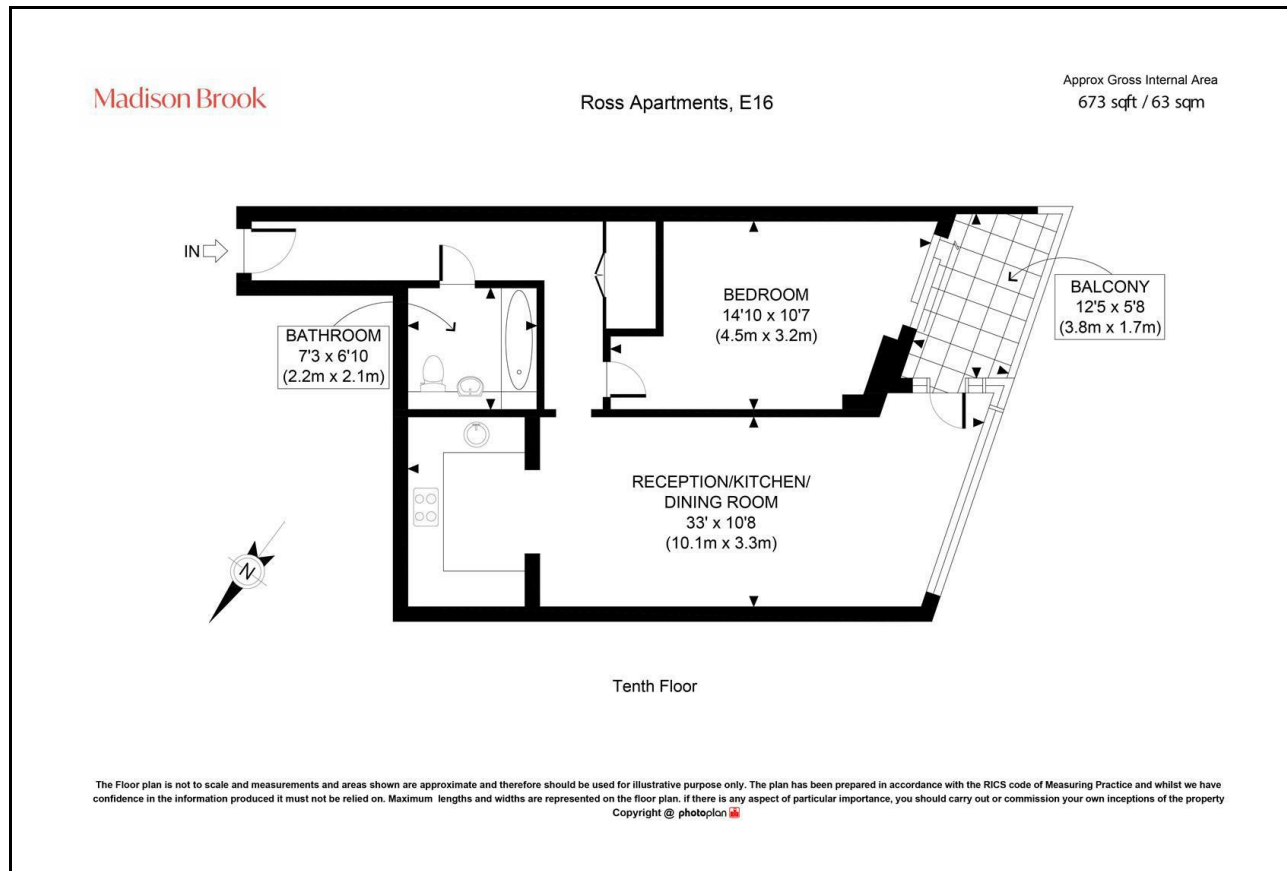 Madison Brook
Ross Apartments, E16
Approx Gross Internal Area
673 sqft / 63 sqm
IN
BATHROOM
7'3 x 6'10
(2.2m x 2.1m)
BEDROOM
14'10 x 10'7
(4.5m x 3.2m)
BALCONY
12'5 x 5'8
(3.8m x 1.7m)
RECEPTION/KITCHEN/
DINING ROOM
33' x 10'8
(10.1m x 3.3m)
N
Tenth Floor
The Floor plan is not to scale and measurements and areas shown are approximate and therefore should be used for illustrative purpose only. The plan has been prepared in accordance with the RICS code of Measuring Practice and whilst we have
confidence in the information produced it must not be relied on. Maximum lengths and widths are represented on the floor plan. if there is any aspect of particular importance, you should carry out or commission your own inceptions of the property
Copyright @ photoplan